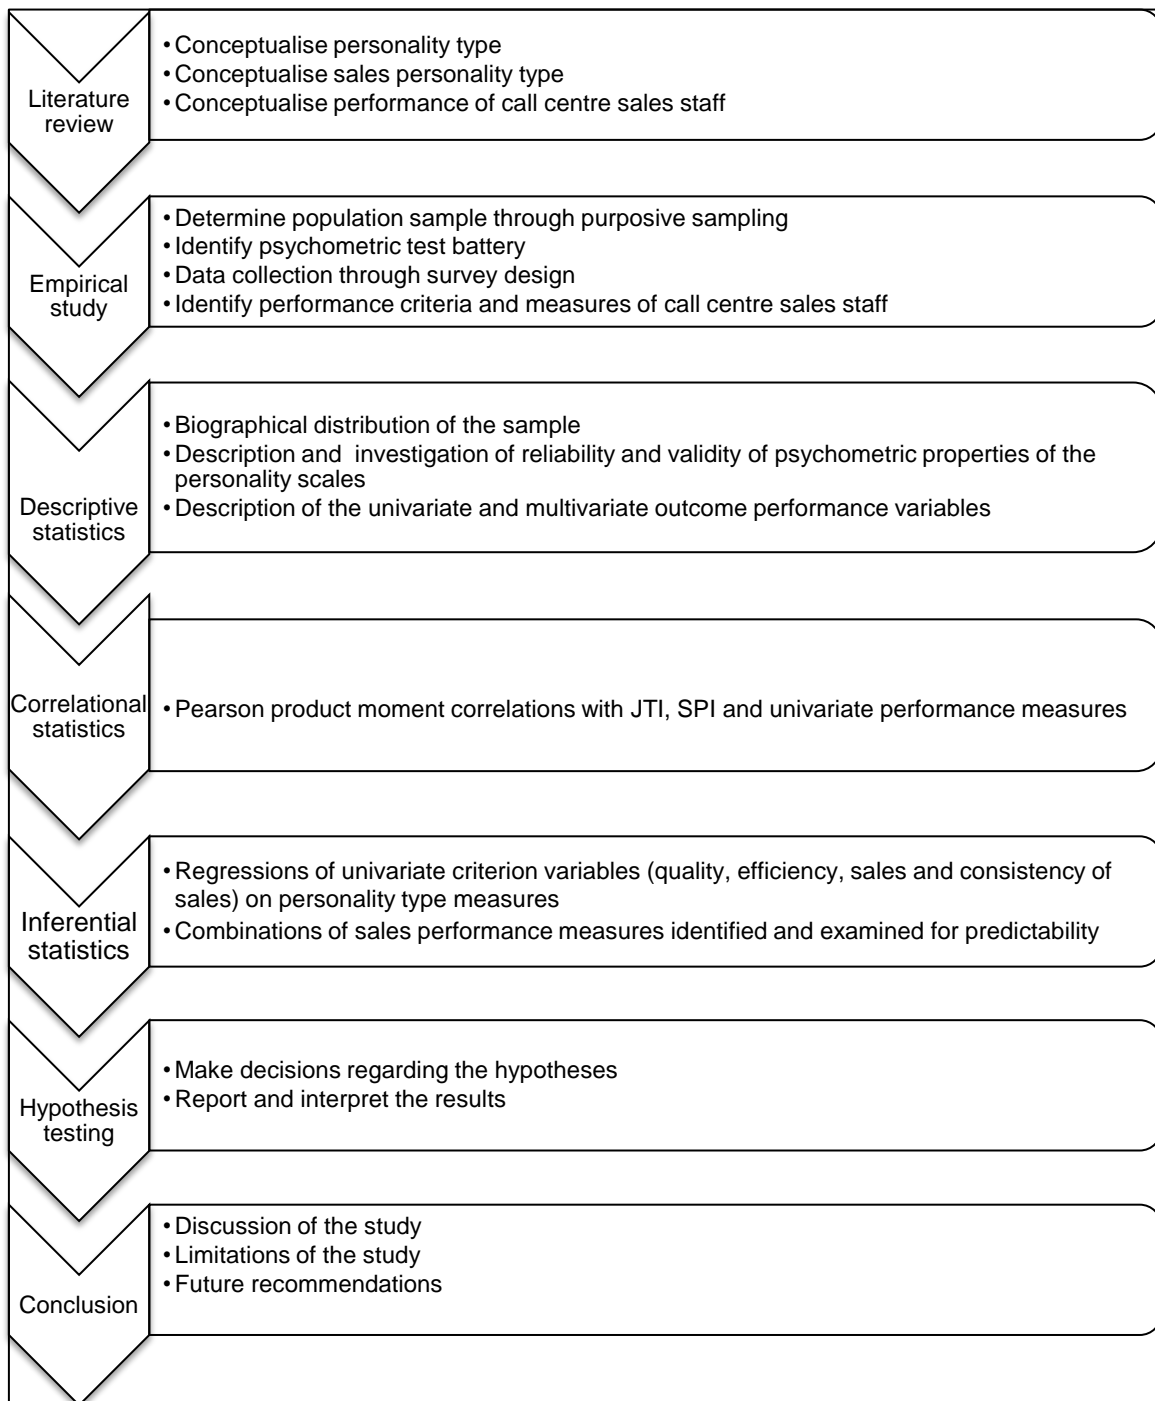 Literature
review
• Conceptualise personality type
• Conceptualise sales personality type
• Conceptualise performance of call centre sales staff
Empirical
study
• Determine population sample through purposive sampling
• Identify psychometric test battery
• Data collection through survey design
• Identify performance criteria and measures of call centre sales staff
Descriptive
statistics
• Biographical distribution of the sample
• Description and investigation of reliability and validity of psychometric properties of the
personality scales
• Description of the univariate and multivariate outcome performance variables
Correlational
statistics
• Pearson product moment correlations with JTI, SPI and univariate performance measures
Inferential
statistics
• Regressions of univariate criterion variables (quality, efficiency, sales and consistency of
sales) on personality type measures
• Combinations of sales performance measures identified and examined for predictability
Hypothesis
testing
• Make decisions regarding the hypotheses
• Report and interpret the results
Conclusion
• Discussion of the study
• Limitations of the study
• Future recommendations